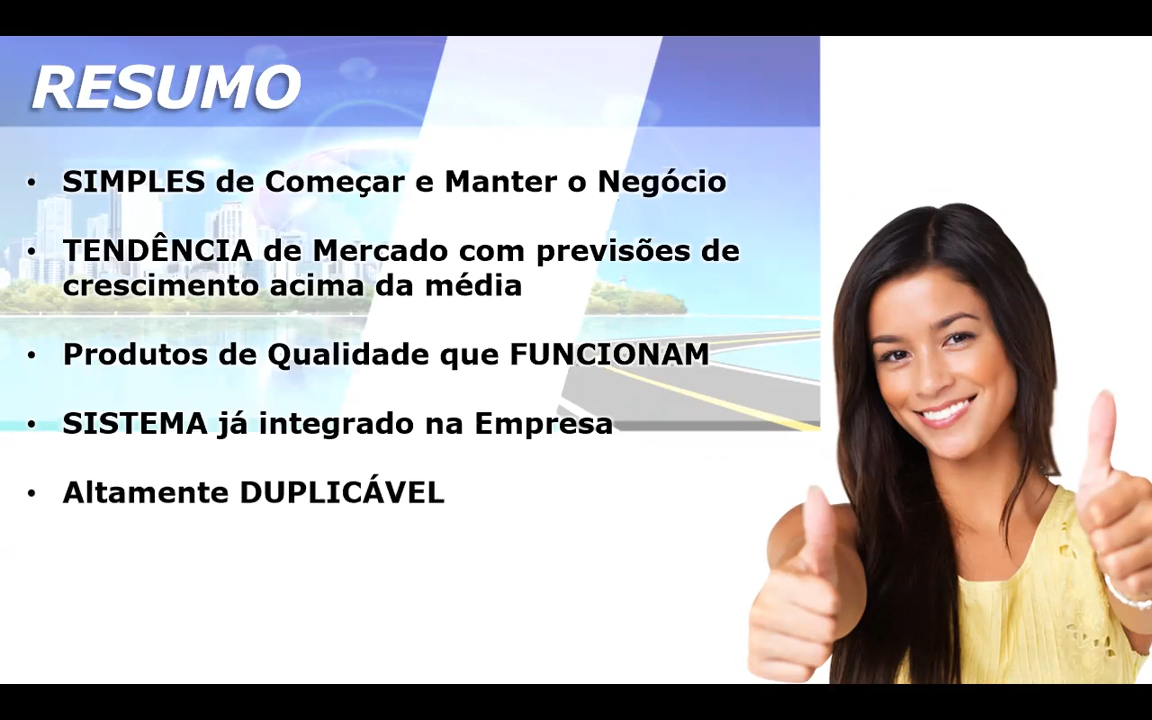 RESUMO
• SIMPLES de Começar e Manter o Negócio
• TENDÊNCIA de Mercado com previsões de
crescimento acima da média
• Produtos de Qualidade que FUNCIONAM
• SISTEMA já integrado na Empresa
• Altamente DUPLICÁVEL